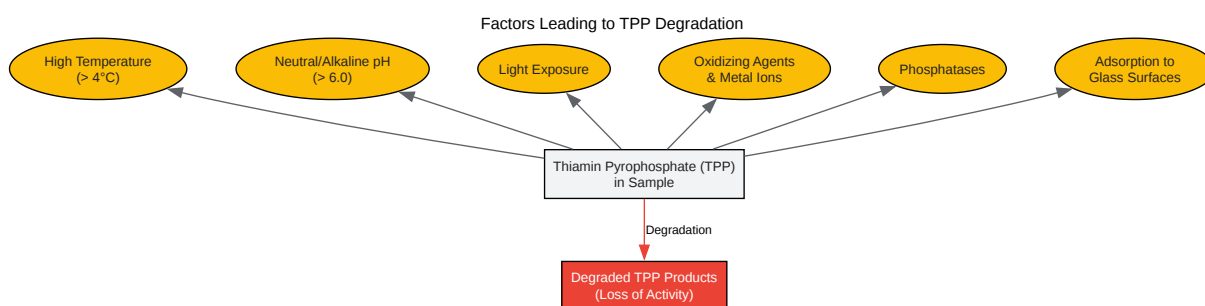 Factors Leading to TPP Degradation
High Temperature
(> 4°C)
Neutral/Alkaline pH
(> 6.0)
Light Exposure
Oxidizing Agents
& Metal Ions
Phosphatases
Adsorption to
Glass Surfaces
Thiamin Pyrophosphate (TPP)
in Sample
Degradation
Degraded TPP Products
(Loss of Activity)